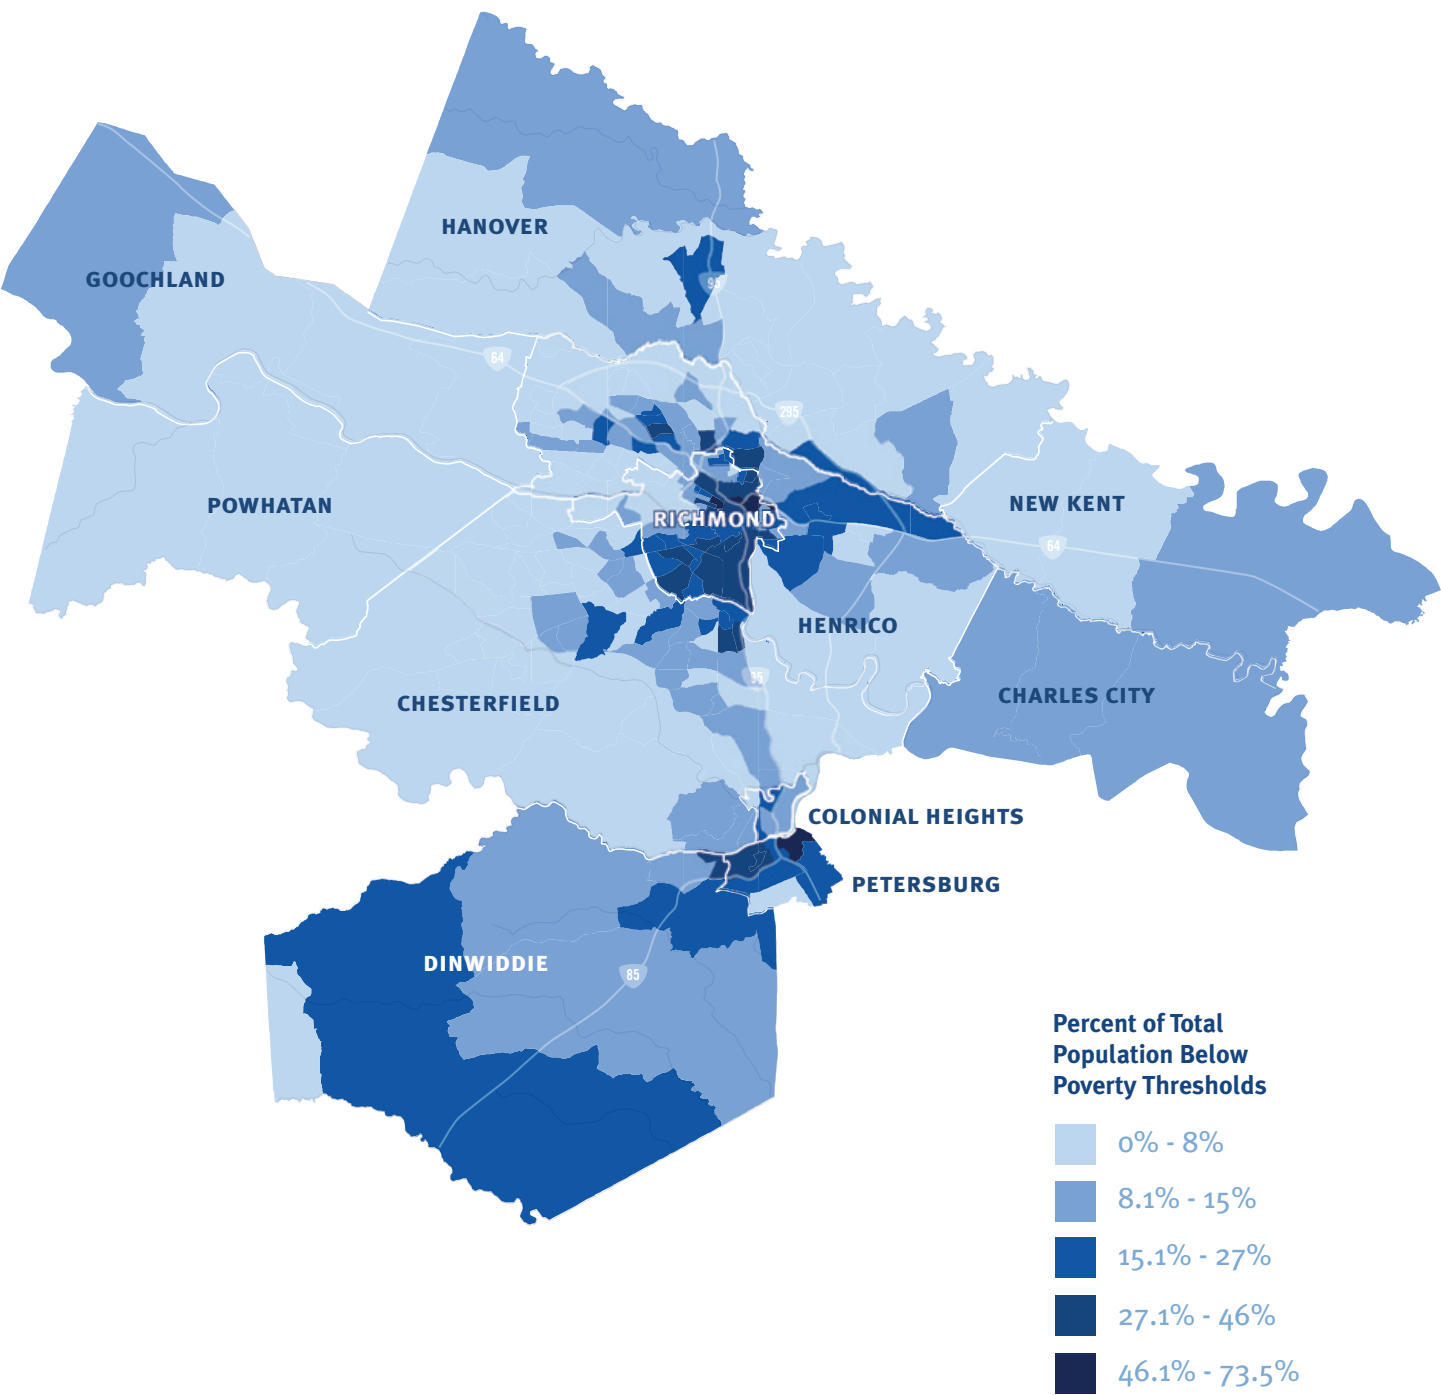 HANOVER
GOOCHLAND
95
64
295
POWHATAN
NEW KENT
RICHMOND
64
HENRICO
95
CHARLES CITY
CHESTERFIELD
COLONIAL HEIGHTS
PETERSBURG
DINWIDDIE
85
Percent of Total
Population Below
Poverty Thresholds
0% - 8%
8.1% - 15%
15.1% - 27%
27.1% - 46%
46.1% - 73.5%